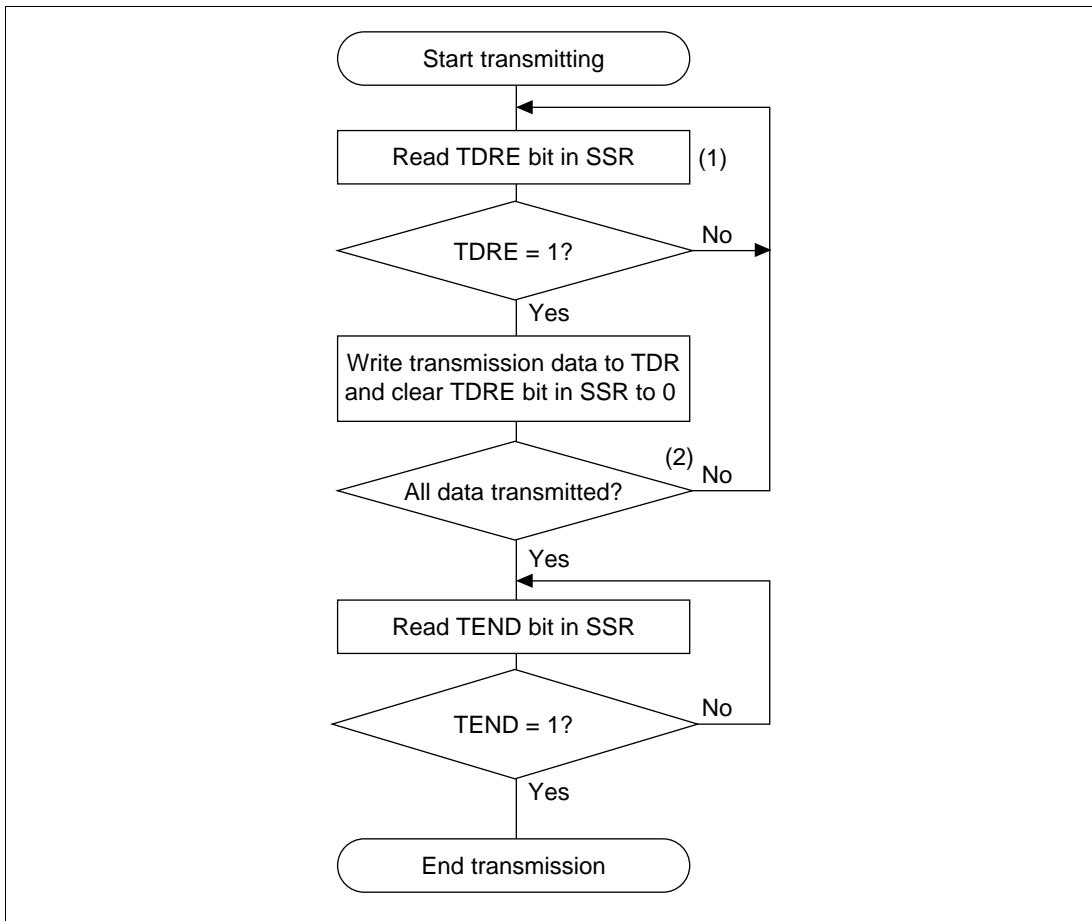 Start transmitting
Read TDRE bit in SSR
(1)
TDRE = 1?
No
Yes
Write transmission data to TDR
and clear TDRE bit in SSR to 0
(2)
All data transmitted?
No
Yes
Read TEND bit in SSR
TEND = 1?
No
Yes
End transmission